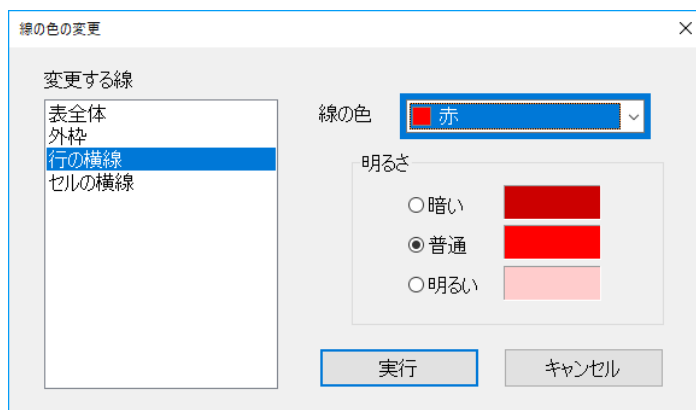 線の色の変更
変更する線
表全体
外枠
行の横線
セルの横線
線の色
赤
明るさ
暗い
普通
明るい
実行
キャンセル